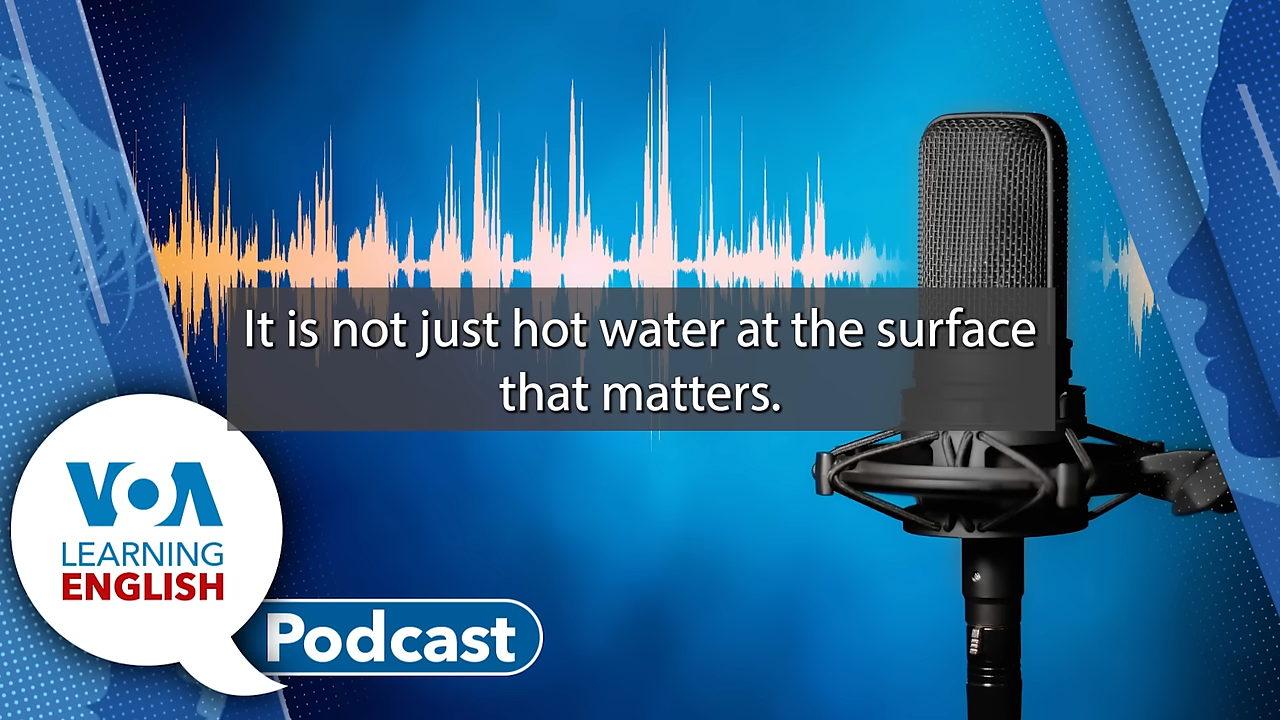 It is not just hot water at the surface
that matters.
VOA
LEARNING
ENGLISH
Podcast